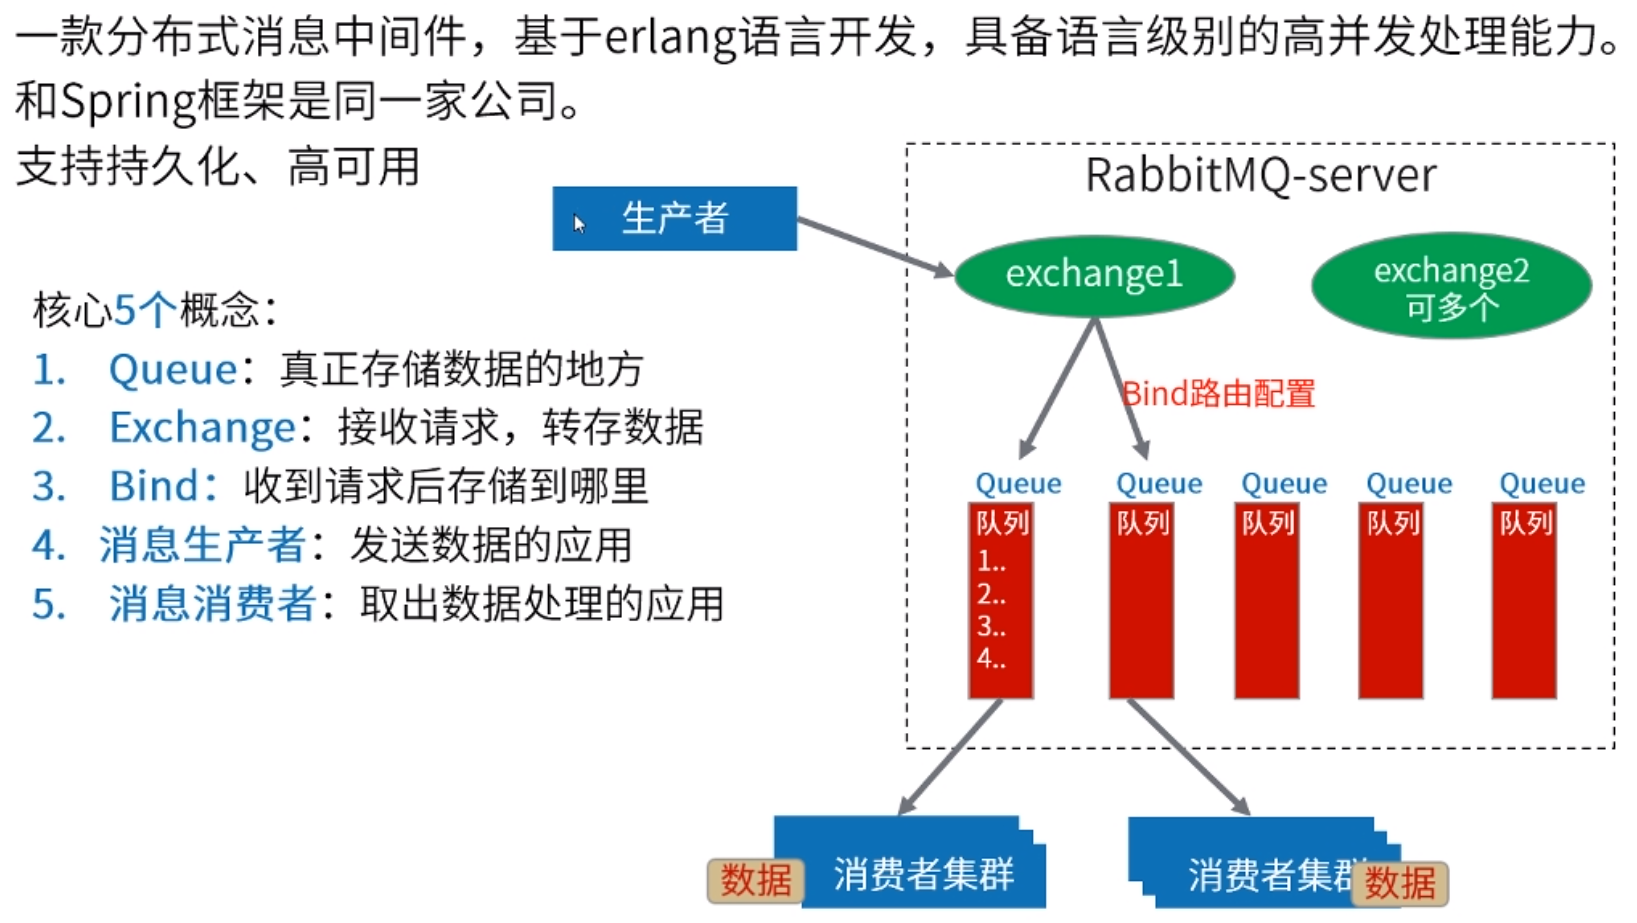 一款分布式消息中间件，基于erlang语言开发，具备语言级别的高并发处理能力。
和Spring框架是同一家公司。
支持持久化、高可用
核心5个概念：
1. Queue：真正存储数据的地方
2. Exchange：接收请求，转存数据
3. Bind：收到请求后存储到哪里
4. 消息生产者：发送数据的应用
5. 消息消费者：取出数据处理的应用
生产者
RabbitMQ-server
exchange1
exchange2
可多个
Bind路由配置
Queue Queue Queue Queue Queue
队列 队列 队列 队列 队列
1..
2..
3..
4..
数据 消费者集群
消费者集群 数据